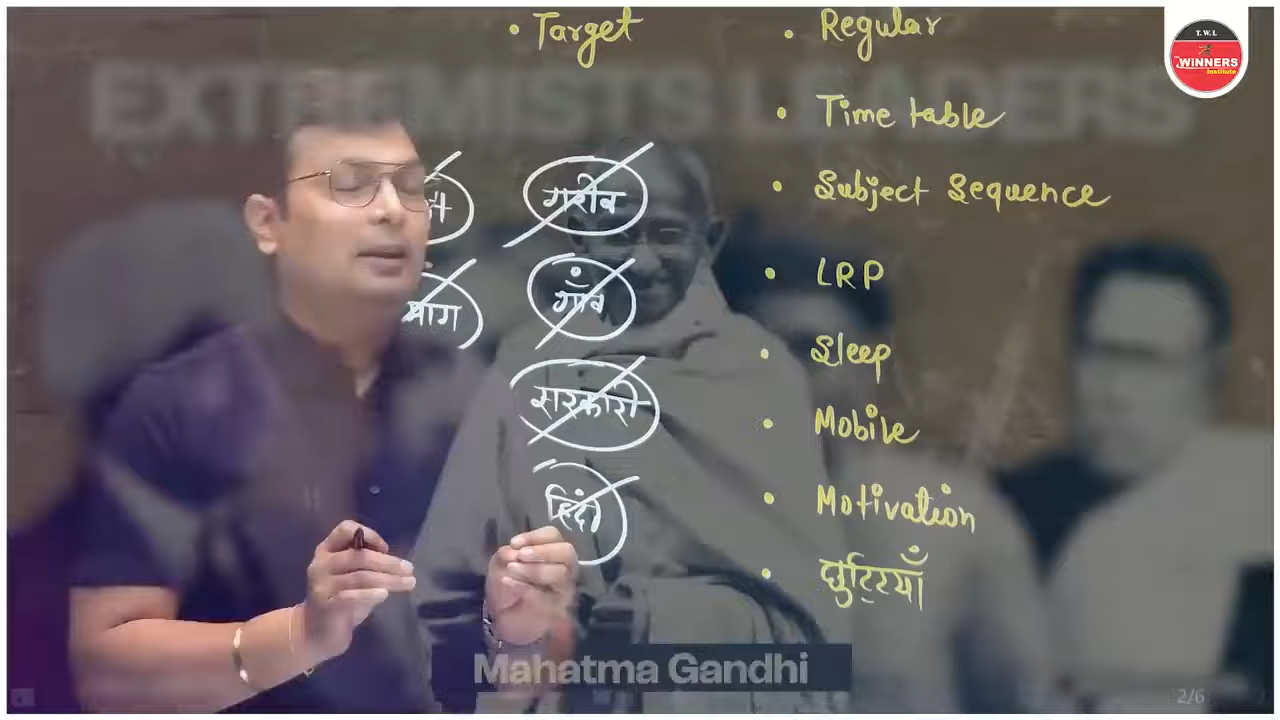 • Target
• Regular
T.W.I.
WINNERS
Institute
EXTREMISTS LEADERS
• Time table
• Subject Sequence
गरीब
• LRP
गाँव
• Sleep
सरकारी
• Mobile
हिंदी
• Motivation
• छुट्टियाँ
Mahatma Gandhi
2/6